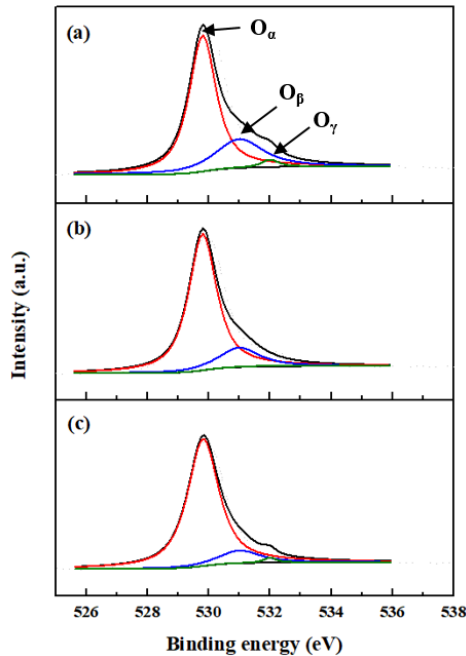 (a)
Oα
Oβ
Oγ
(b)
(c)
Intensity (a.u.)
526 528 530 532 534 536 538
Binding energy (eV)